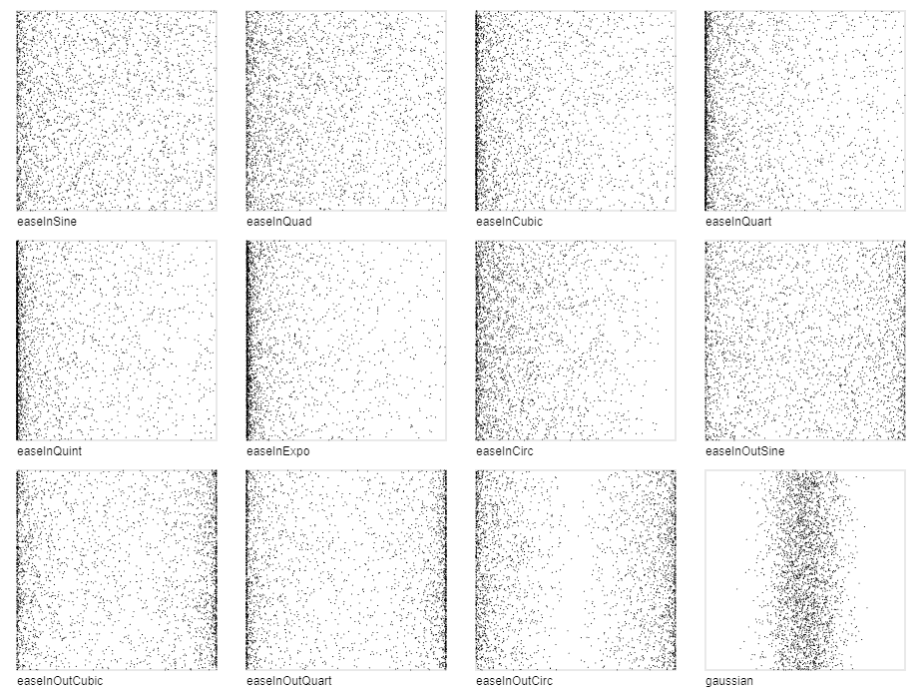 easeInSine
easeInQuad
easeInCubic
easeInQuart
easeInQuint
easeInExpo
easeInCirc
easeInOutSine
easeInOutCubic
easeInOutQuart
easeInOutCirc
gaussian